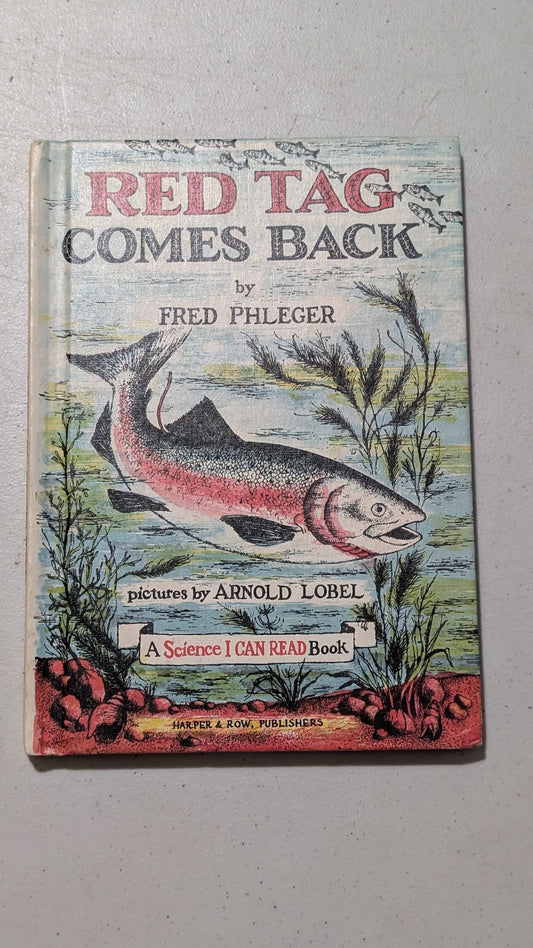 RED TAG
COMES BACK
by
FRED PHLEGER
pictures by ARNOLD LOBEL
A Science I CAN READ Book
HARPER & ROW, PUBLISHERS